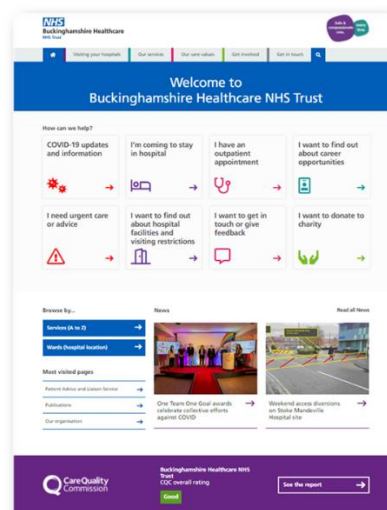 NHS
Buckinghamshire Healthcare
NHS Trust
Safe &
compassionate
care,
every
time
Visiting your hospitals
Our services
Our care values
Get involved
Get in touch
Welcome to
Buckinghamshire Healthcare NHS Trust
How can we help?
COVID-19 updates
and information
I'm coming to stay
in hospital
I have an
outpatient
appointment
I want to find out
about career
opportunities
I need urgent care
or advice
I want to find out
about hospital
facilities and
visiting restrictions
I want to get in
touch or give
feedback
I want to donate to
charity
Browse by...
Services (A to Z)
Wards (hospital location)
Most visited pages
Patient Advice and Liaison Service
Publications
Our organisation
News
Read all News
One Team One Goal awards
celebrate collective efforts
against COVID
Weekend access diversions
on Stoke Mandeville
Hospital site
CareQuality
Commission
Buckinghamshire Healthcare NHS
Trust
CQC overall rating
Good
See the report